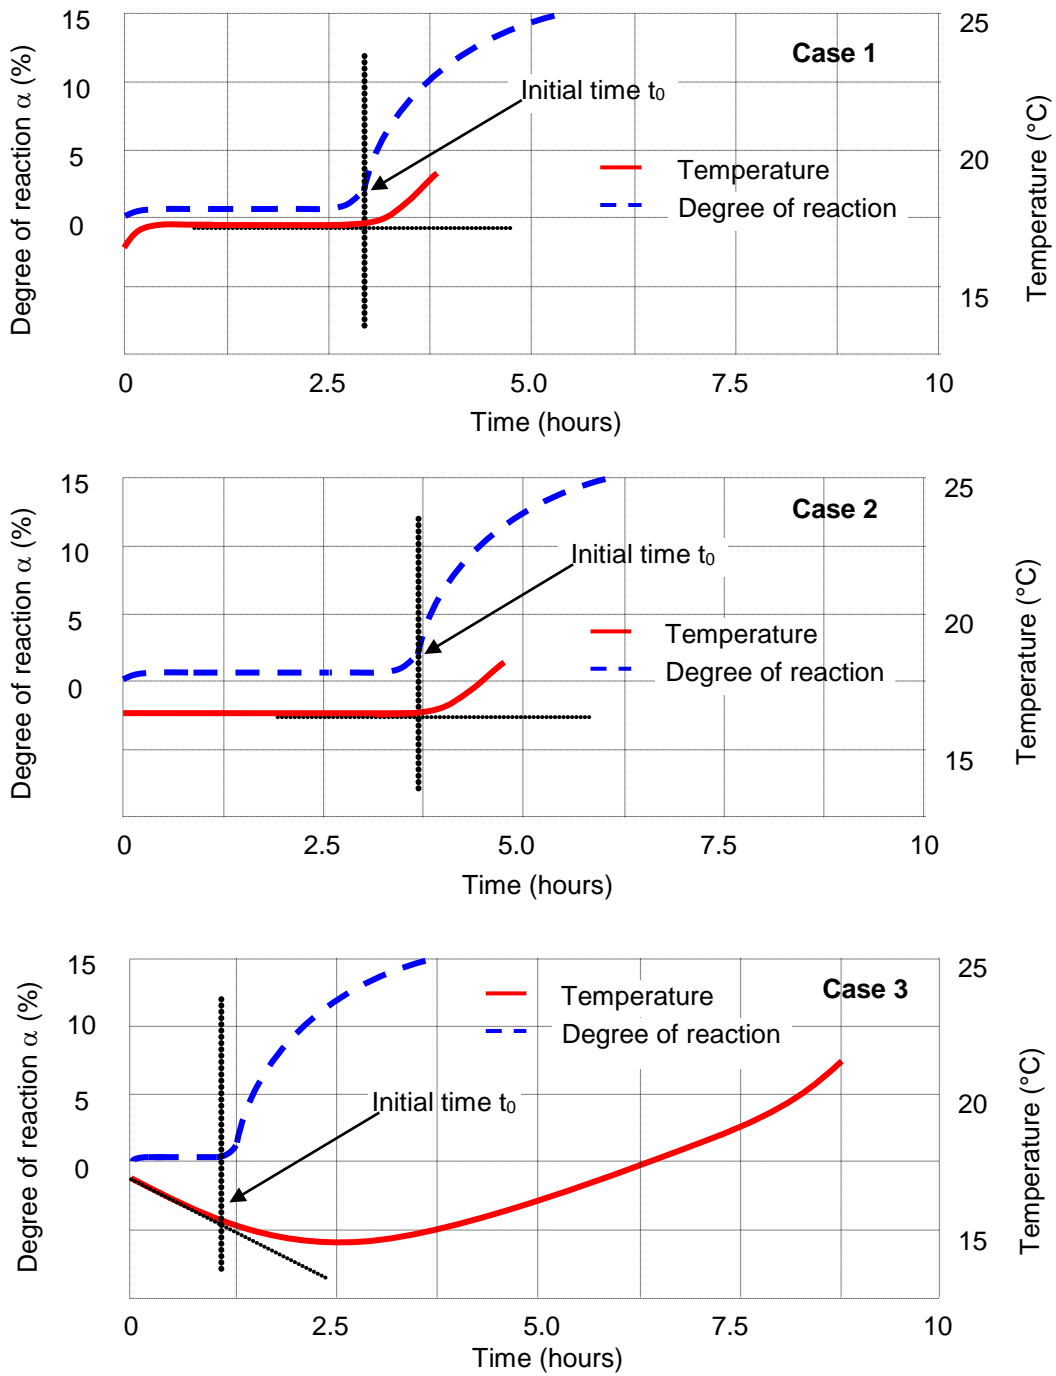 15
10
5
0
Degree of reaction α (%)
Case 1
Initial time t0
Temperature
Degree of reaction
25
20
15
Temperature (°C)
0
2.5
5.0
7.5
10
Time (hours)
15
10
5
0
Degree of reaction α (%)
Case 2
Initial time t0
Temperature
Degree of reaction
25
20
15
Temperature (°C)
0
2.5
5.0
7.5
10
Time (hours)
15
10
5
0
Degree of reaction α (%)
Temperature
Degree of reaction
Case 3
Initial time t0
25
20
15
Temperature (°C)
0
2.5
5.0
7.5
10
Time (hours)